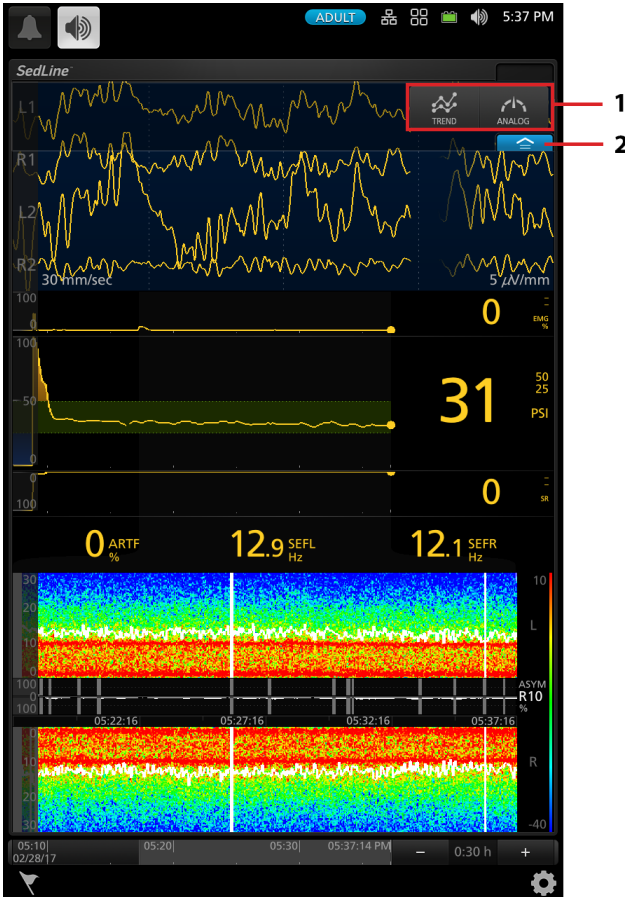 ADULT 5:37 PM
SedLine™
L1
TREND ANALOG 1
2
R1
L2
R2
30 mm/sec 5 µV/mm
100
0
0 EMG %
100
50
0
31 50 25 PSI
0
100
0 SR
0 ARTF % 12.9 SEFL Hz 12.1 SEFR Hz
30
20
10
0
10
L
100
0
100
ASYM
R10
%
05:22:16 05:27:16 05:32:16 05:37:16
0
10
20
30
R
-40
05:10 05:20 05:30 05:37:14 PM - 0:30 h +
02/28/17